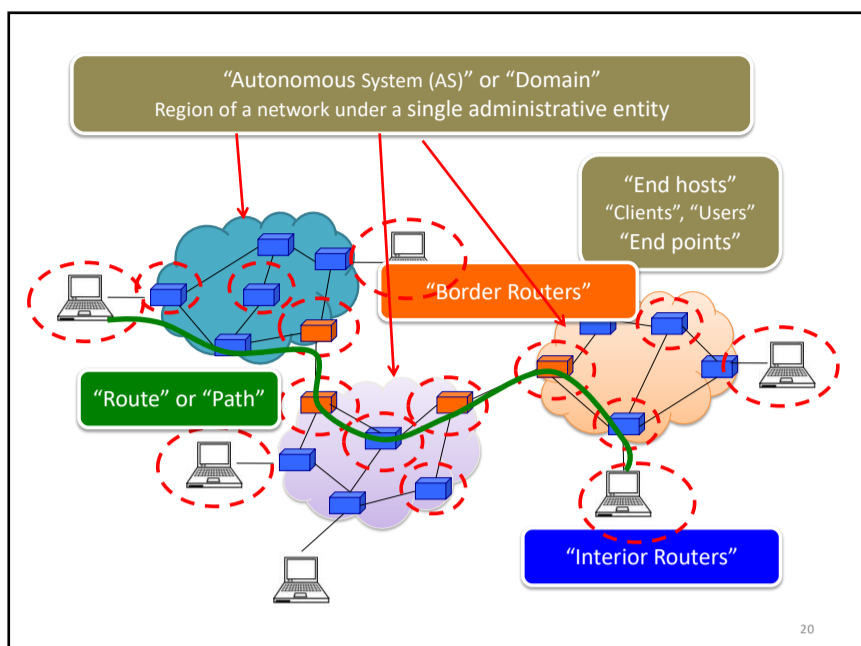 “Autonomous System (AS)” or “Domain”
Region of a network under a single administrative entity
“End hosts”
“Clients”, “Users”
“End points”
“Border Routers”
“Route” or “Path”
“Interior Routers”
20